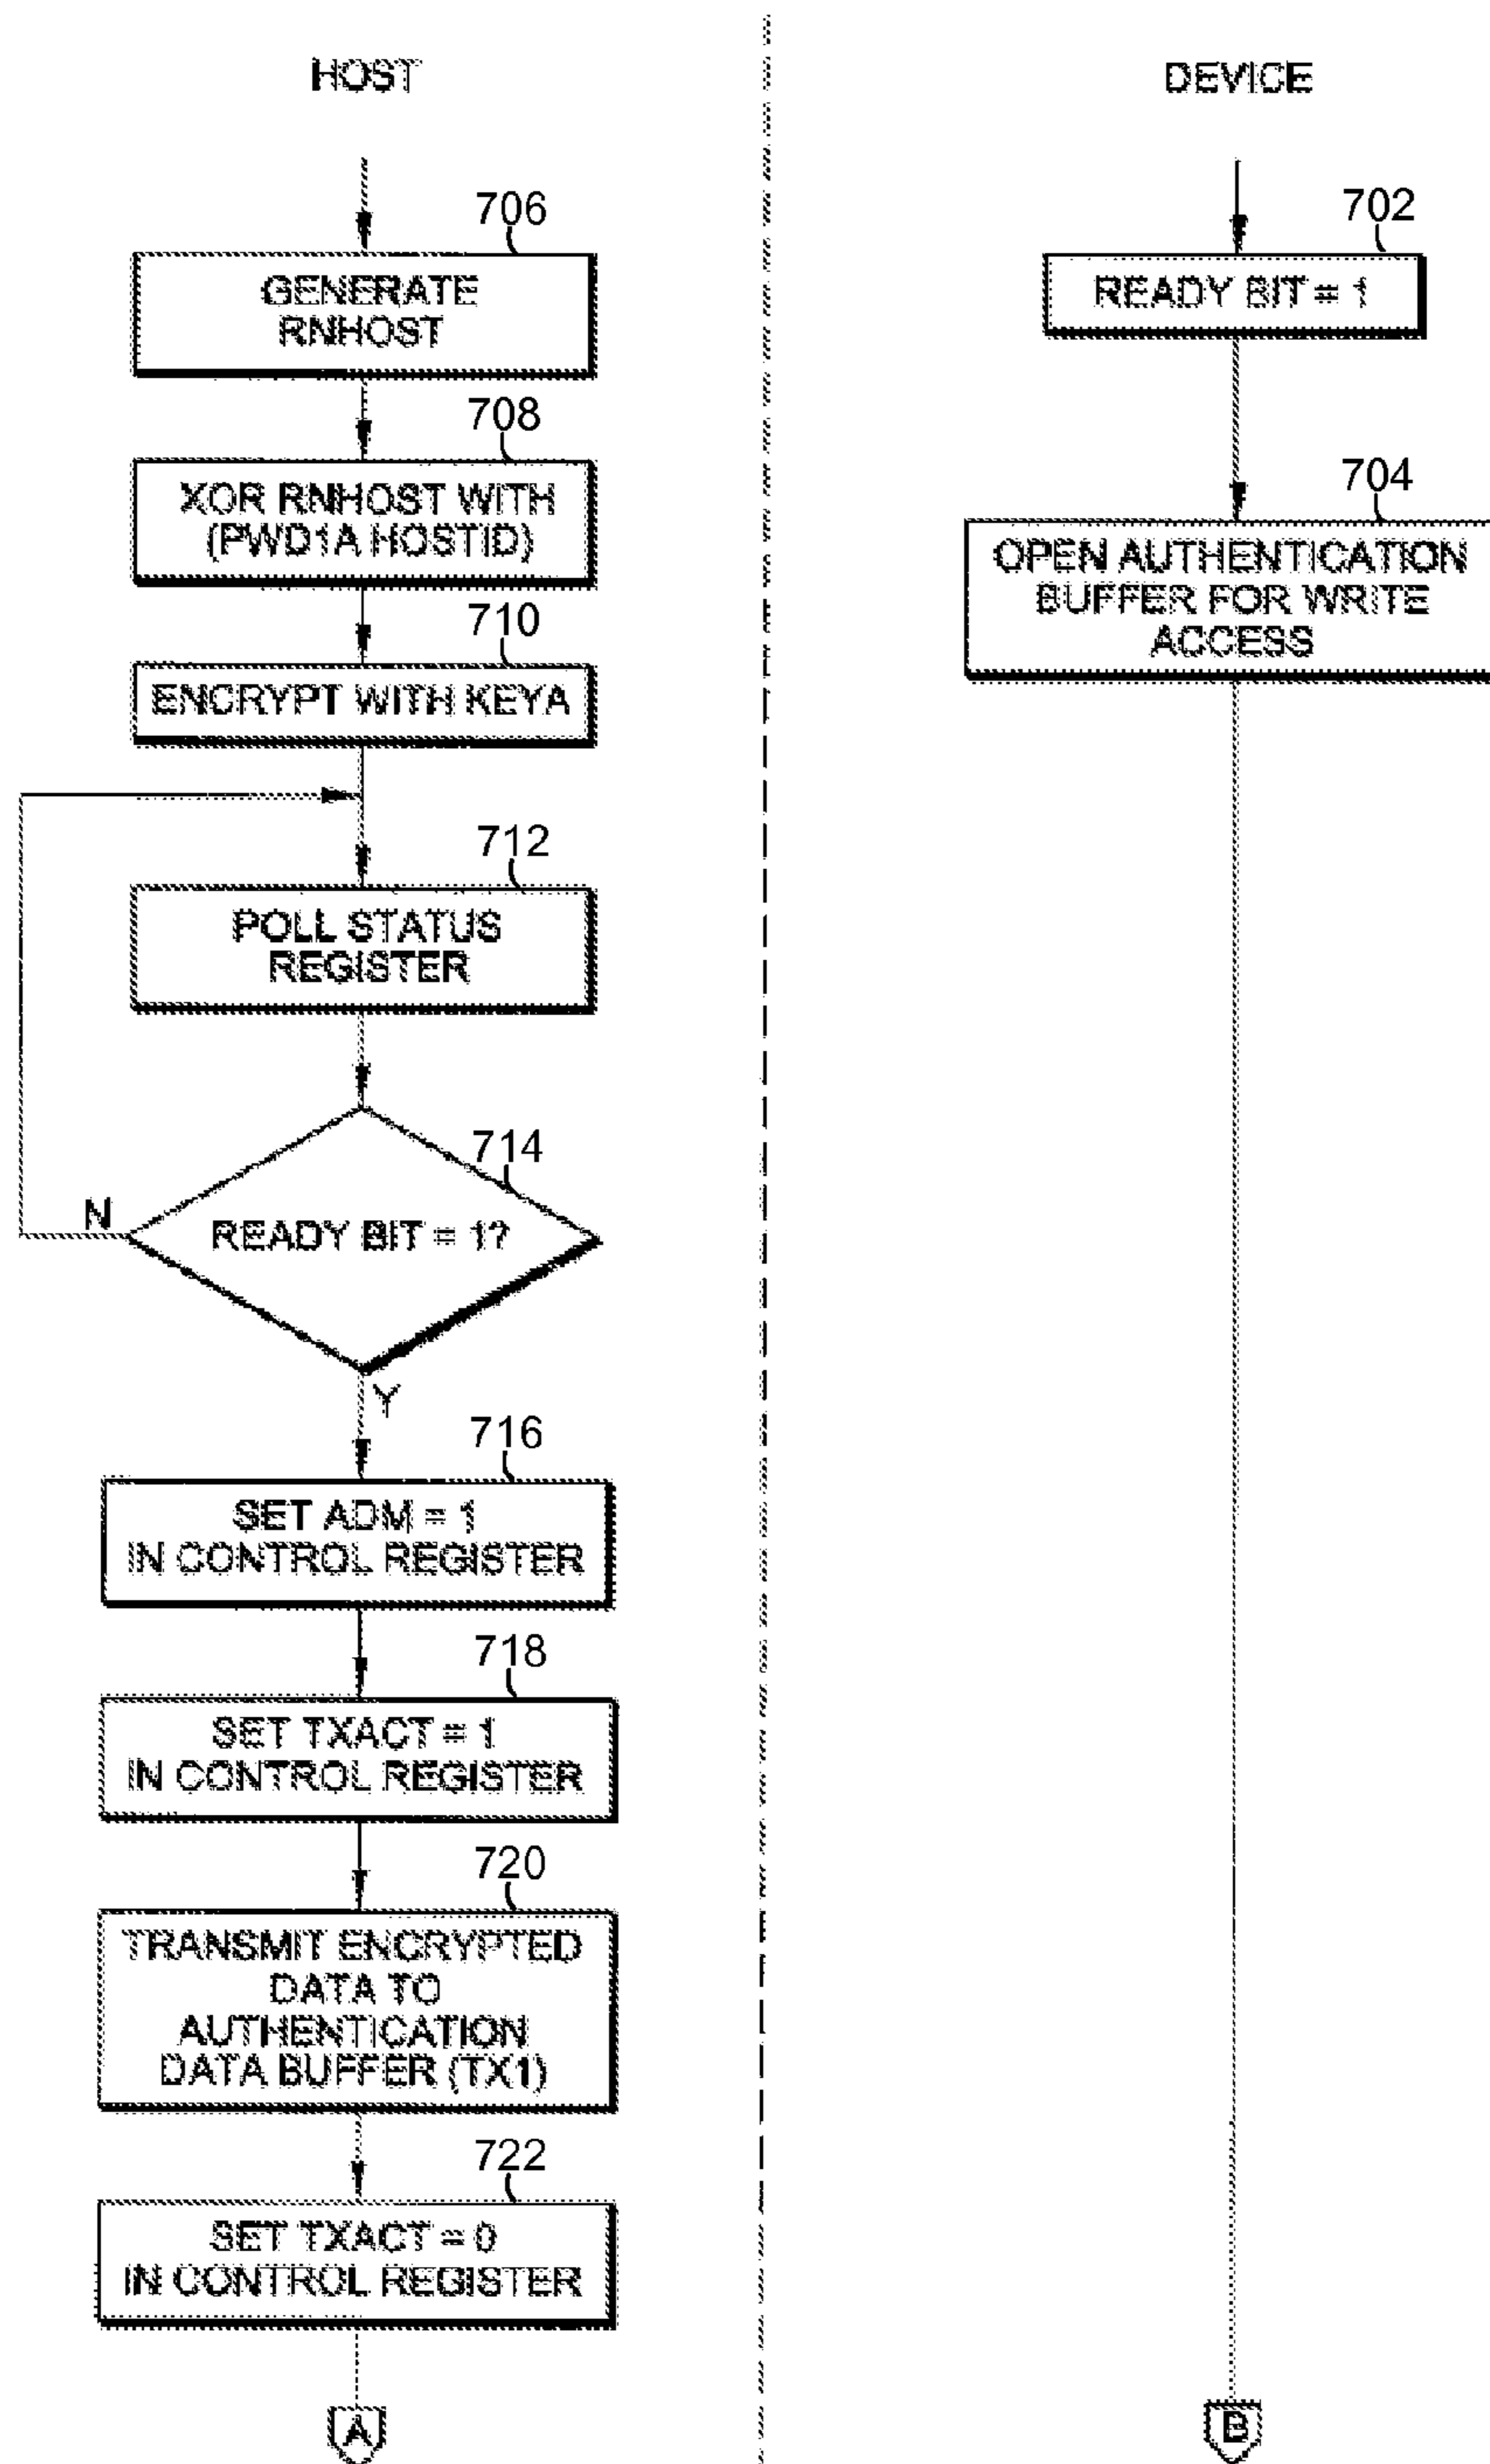 HOST
706
GENERATE
RNHOST
708
XOR RNHOST WITH
(PWD1A HOSTID)
710
ENCRYPT WITH KEYA
712
POLL STATUS
REGISTER
714
N
READY BIT = 1?
Y
716
SET ADM = 1
IN CONTROL REGISTER
718
SET TXACT = 1
IN CONTROL REGISTER
720
TRANSMIT ENCRYPTED
DATA TO
AUTHENTICATION
DATA BUFFER (TX1)
722
SET TXACT = 0
IN CONTROL REGISTER
A
DEVICE
702
READY BIT = 1
704
OPEN AUTHENTICATION
BUFFER FOR WRITE
ACCESS
B